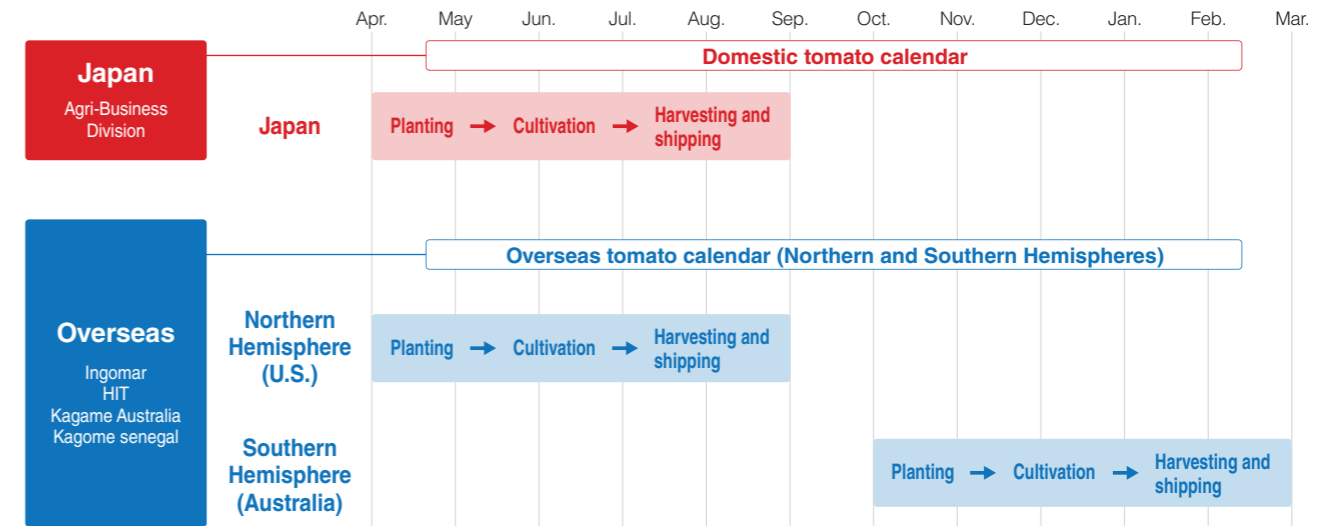 Apr. May Jun. Jul. Aug. Sep. Oct. Nov. Dec. Jan. Feb. Mar.
Japan
Agri-Business
Division
Domestic tomato calendar
Japan
Planting → Cultivation → Harvesting and
shipping
Overseas
Ingomar
HIT
Kagame Australia
Kagome senegal
Overseas tomato calendar (Northern and Southern Hemispheres)
Northern
Hemisphere
(U.S.)
Planting → Cultivation → Harvesting and
shipping
Southern
Hemisphere
(Australia)
Planting → Cultivation → Harvesting and
shipping